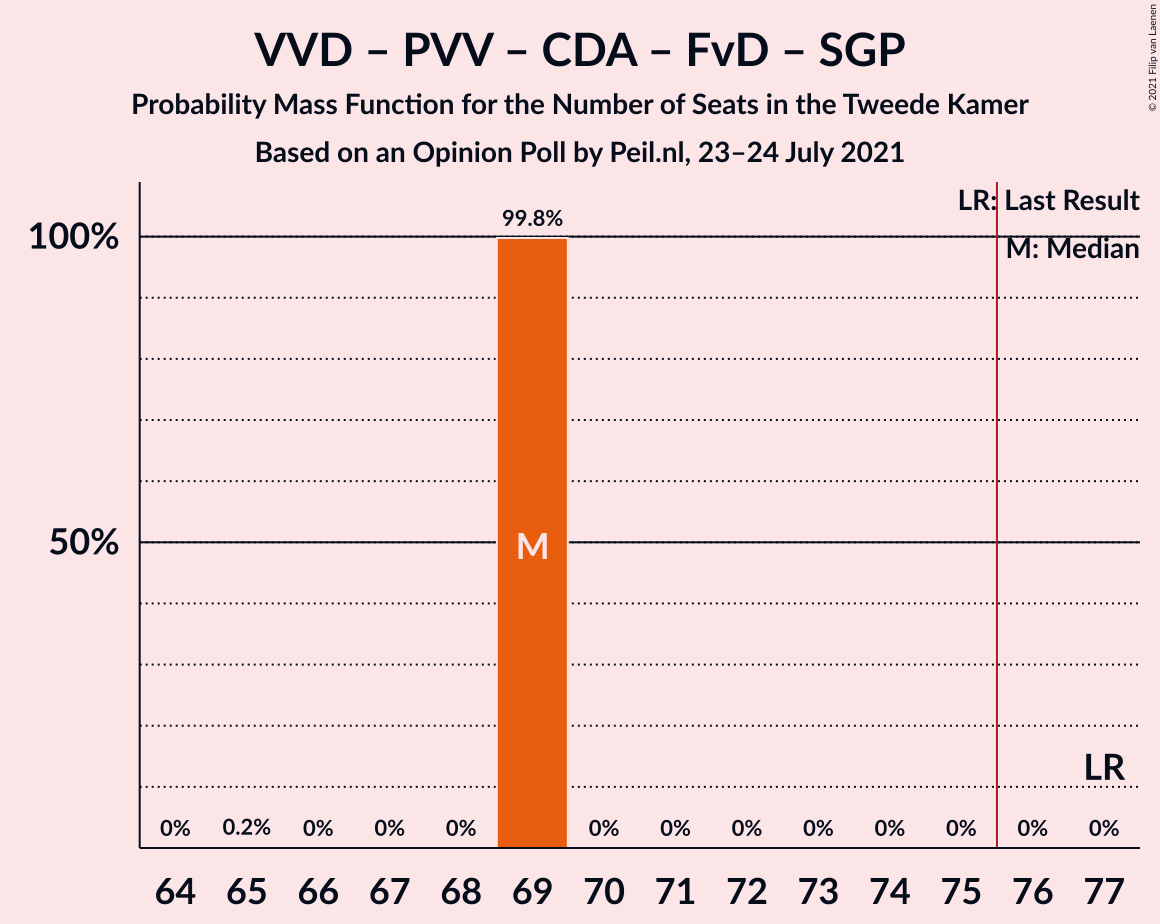 VVD – PVV – CDA – FvD – SGP
Probability Mass Function for the Number of Seats in the Tweede Kamer
Based on an Opinion Poll by Peil.nl, 23–24 July 2021
© 2021 Filip van Laenen
LR: Last Result
M: Median
99.8%
100%
50%
M
LR
0% 0.2% 0% 0% 0% 0% 0% 0% 0% 0% 0% 0% 0%
64 65 66 67 68 69 70 71 72 73 74 75 76 77